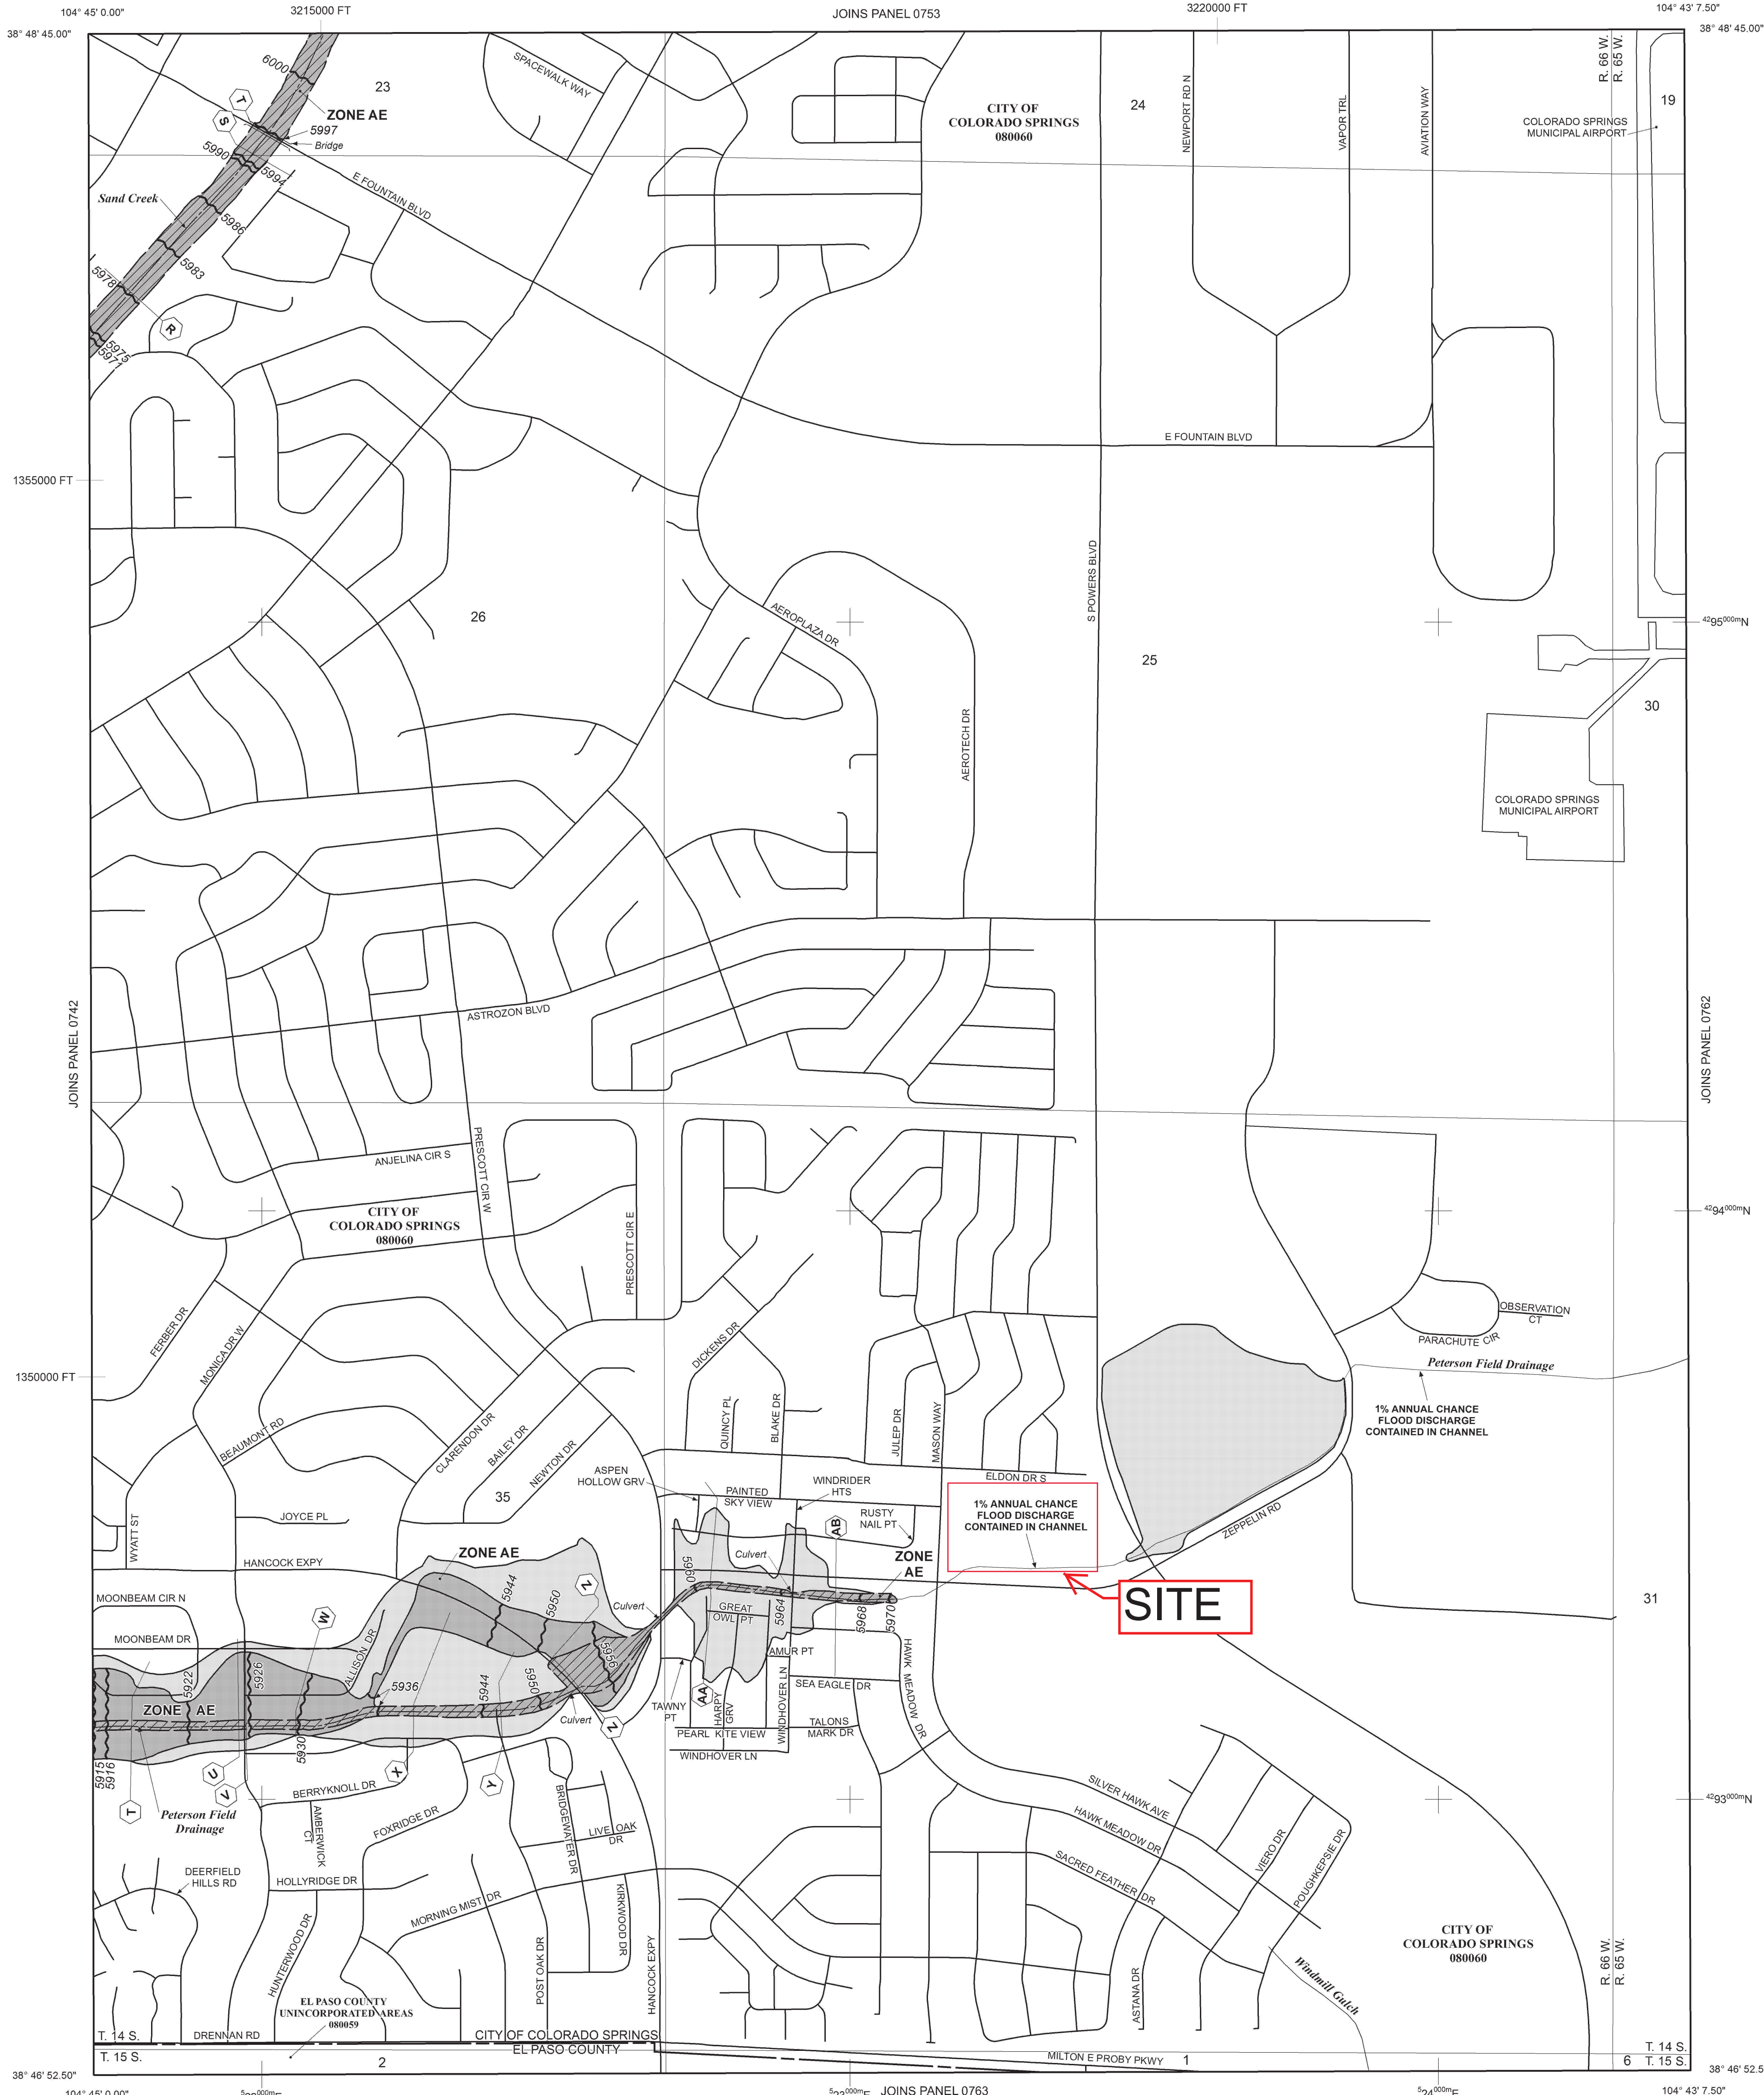 104° 45' 0.00"
3215000 FT
JOINS PANEL 0753
3220000 FT
104° 43' 7.50"
38° 48' 45.00"
38° 48' 45.00"
R. 66 W.
R. 65 W.
6000
23
SPACEWALK WAY
CITY OF
COLORADO SPRINGS
080060
24
NEWPORT RD N
VAPOR TRL
AVIATION WAY
COLORADO SPRINGS
MUNICIPAL AIRPORT
19
T
S
ZONE AE
5997
Bridge
5990
5994
E FOUNTAIN BLVD
Sand Creek
5986
5983
5978
R
5975
5971
E FOUNTAIN BLVD
1355000 FT
S POWERS BLVD
26
AEROPLAZA DR
4295000mN
25
30
AEROTECH DR
COLORADO SPRINGS
MUNICIPAL AIRPORT
JOINS PANEL 0742
ASTROZON BLVD
JOINS PANEL 0762
ANJELINA CIR S
PRESCOTT CIR W
CITY OF
COLORADO SPRINGS
080060
PRESCOTT CIR E
4294000mN
FERBER DR
MONICA DR W
DICKENS DR
OBSERVATION
CT
PARACHUTE CIR
Peterson Field Drainage
1350000 FT
1% ANNUAL CHANCE
FLOOD DISCHARGE
CONTAINED IN CHANNEL
BEAUMONT RD
CLARENDON DR
BAILEY DR
NEWTON DR
QUINCY PL
BLAKE DR
JULEP DR
MASON WAY
ELDON DR S
35
ASPEN
HOLLOW GRV
PAINTED
SKY VIEW
WINDRIDER
HTS
RUSTY
NAIL PT
1% ANNUAL CHANCE
FLOOD DISCHARGE
CONTAINED IN CHANNEL
ZEPPELIN RD
WYATT ST
JOYCE PL
HANCOCK EXPY
ZONE AE
AB
ZONE
AE
Culvert
5960
MOONBEAM CIR N
5944
5950
Z
Culvert
GREAT
OWL PT
5964
5968
5970
SITE
31
W
MOONBEAM DR
ALLISON DR
5956
AMUR PT
5922
5926
5936
5944
5950
SEA EAGLE DR
HAWK MEADOW DR
ZONE AE
TAWNY
PT
AA
HARPY
GRV
WINDHOVER LN
TALONS
MARK DR
Culvert
Z
PEARL KITE VIEW
WINDHOVER LN
5915
5916
5930
U
V
X
Y
T
Peterson Field
Drainage
BERRYKNOLL DR
AMBERWICK
CT
FOXRIDGE DR
BRIDGEWATER DR
LIVE OAK
DR
SILVER HAWK AVE
HAWK MEADOW DR
SACRED FEATHER DR
VIERO DR
POUGHKEPSIE DR
4293000mN
DEERFIELD
HILLS RD
HOLLYRIDGE DR
MORNING MIST DR
KIRKWOOD DR
HUNTERWOOD DR
POST OAK DR
HANCOCK EXPY
ASTANA DR
Windmill Gulch
CITY OF
COLORADO SPRINGS
080060
R. 66 W.
R. 65 W.
EL PASO COUNTY
UNINCORPORATED AREAS
080059
T. 14 S.
DRENNAN RD
CITY OF COLORADO SPRINGS
EL PASO COUNTY
T. 15 S.
2
MILTON E PROBY PKWY
1
T. 14 S.
6
T. 15 S.
38° 46' 52.50"
38° 46' 52.5
104° 45' 0.00"
JOINS PANEL 0763
524000mE
104° 43' 7.50"